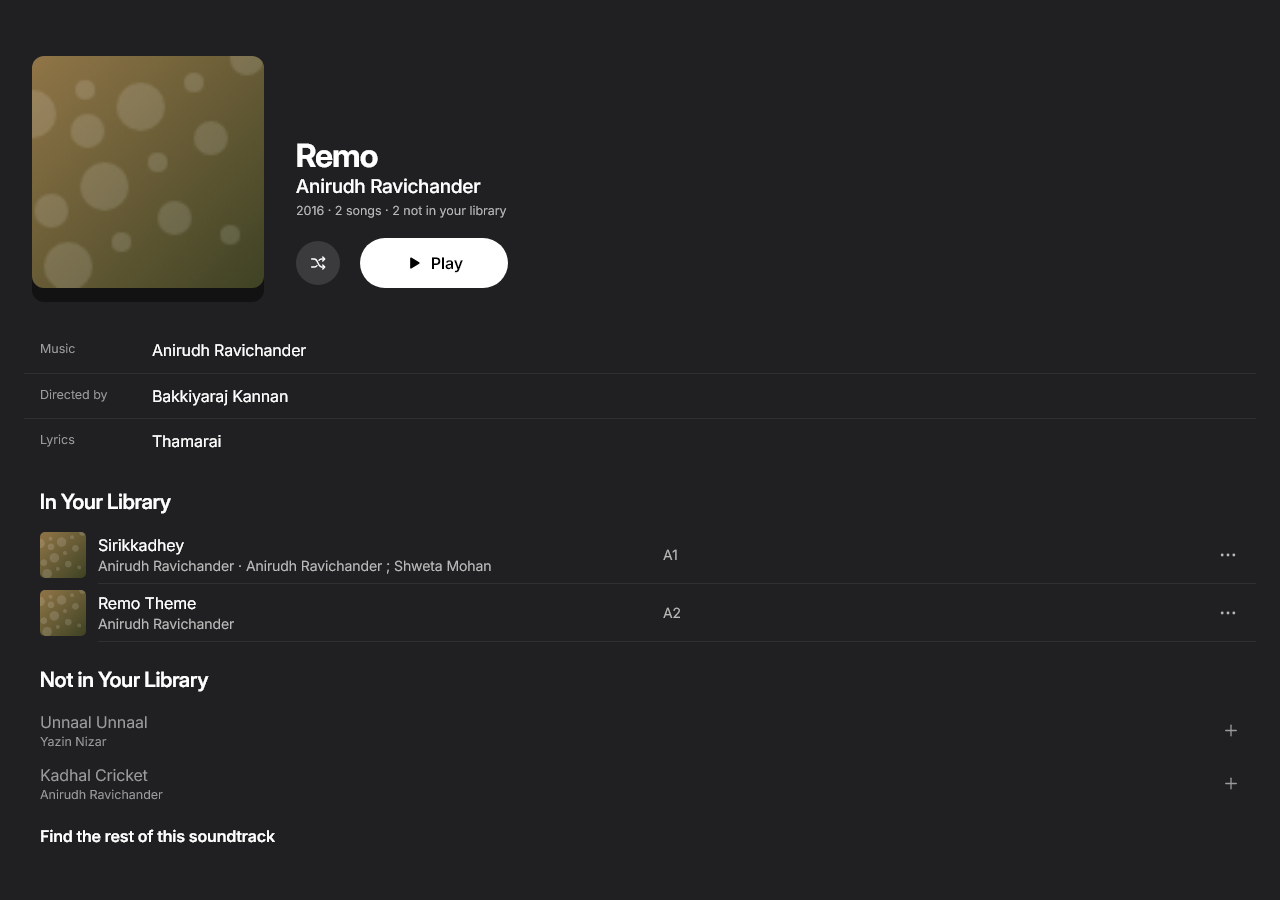 Remo
Anirudh Ravichander
2016 · 2 songs · 2 not in your library
Play
Music Anirudh Ravichander
Directed by Bakkiyaraj Kannan
Lyrics Thamarai
In Your Library
Sirikkadhey
Anirudh Ravichander · Anirudh Ravichander ; Shweta Mohan
A1
Remo Theme
Anirudh Ravichander
A2
Not in Your Library
Unnaal Unnaal
Yazin Nizar
Kadhal Cricket
Anirudh Ravichander
Find the rest of this soundtrack